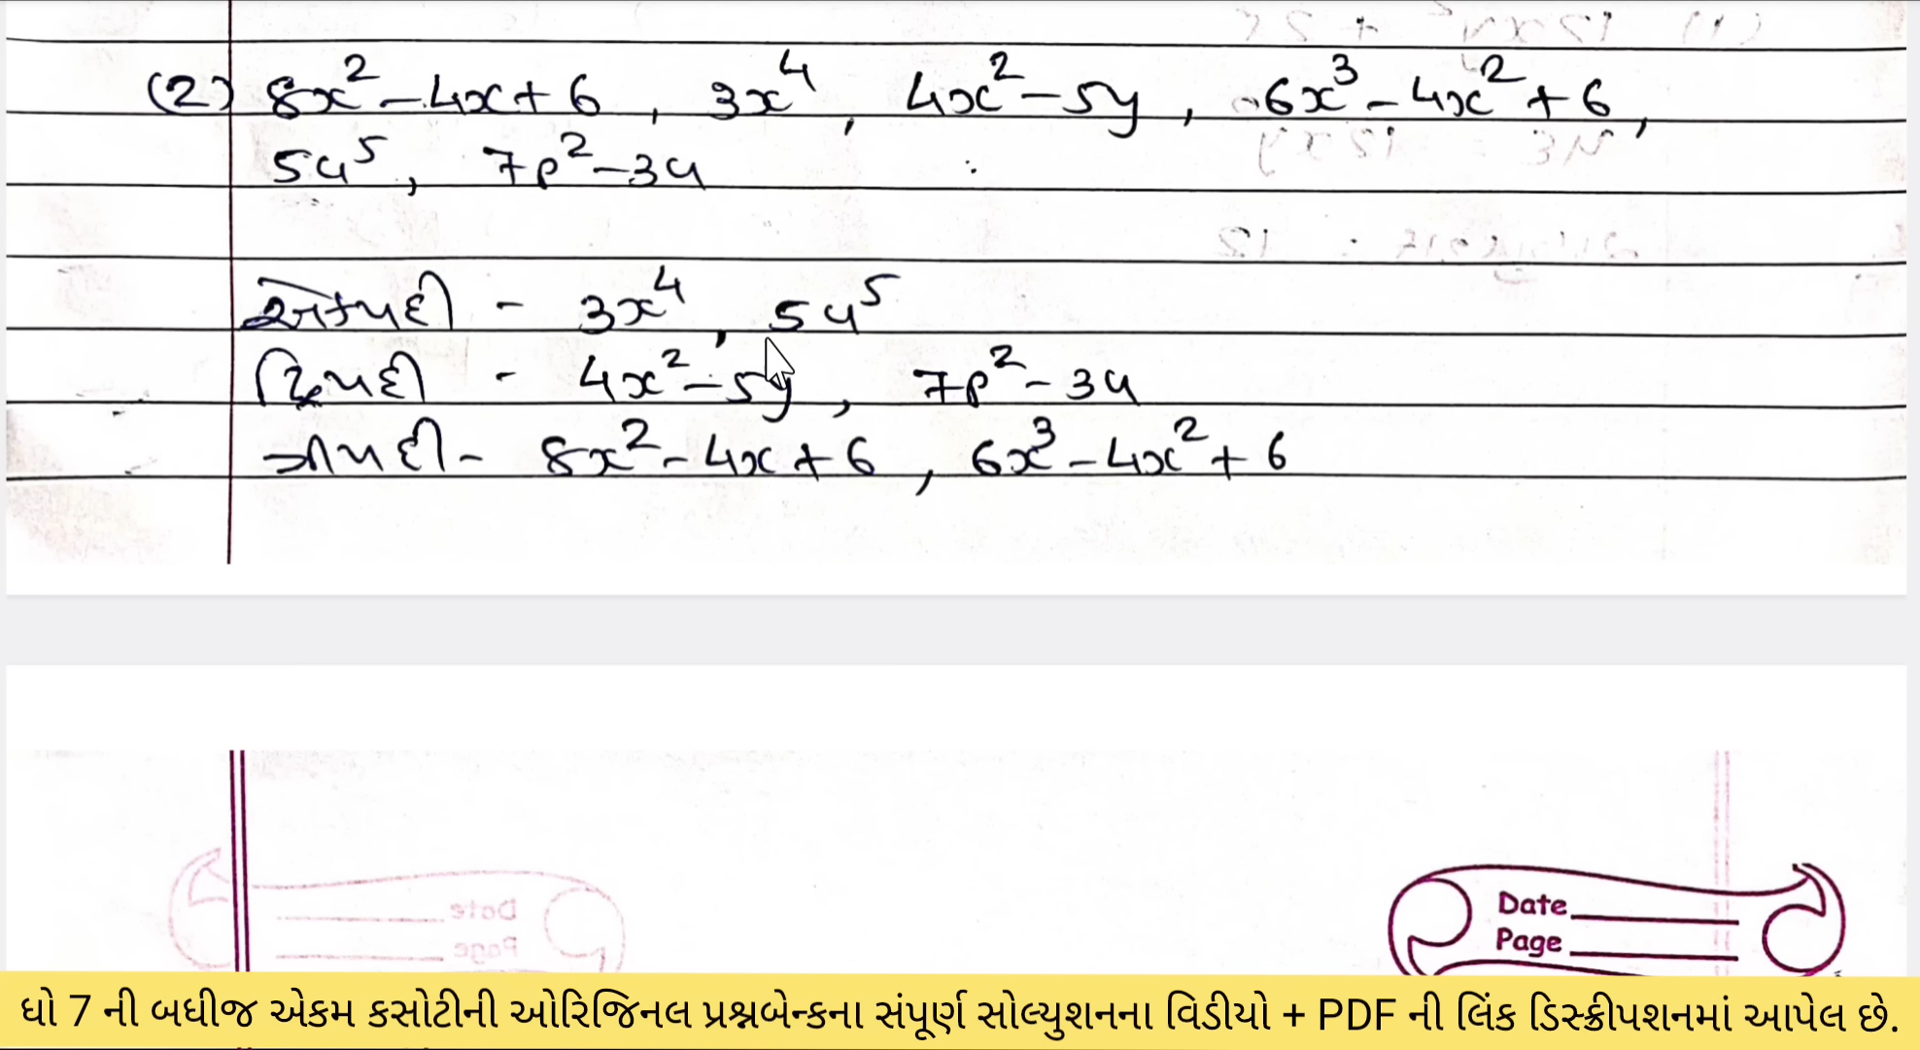 (2) 8x² - 4x + 6 , 3x⁴ , 4x² - 5y , 6x³ - 4x² + 6 ,
5u⁵ , 7p² - 3u
એકપદી - 3x⁴ , 5u⁵
દ્વિપદી - 4x² - 5y , 7p² - 3u
ત્રીપદી - 8x² - 4x + 6 , 6x³ - 4x² + 6
Date
Page
ધો 7 ની બધીજ એકમ કસોટીની ઓરિજિનલ પ્રશ્નબેન્કના સંપૂર્ણ સોલ્યુશનના વિડીયો + PDF ની લિંક ડિસ્ક્રીપશનમાં આપેલ છે.